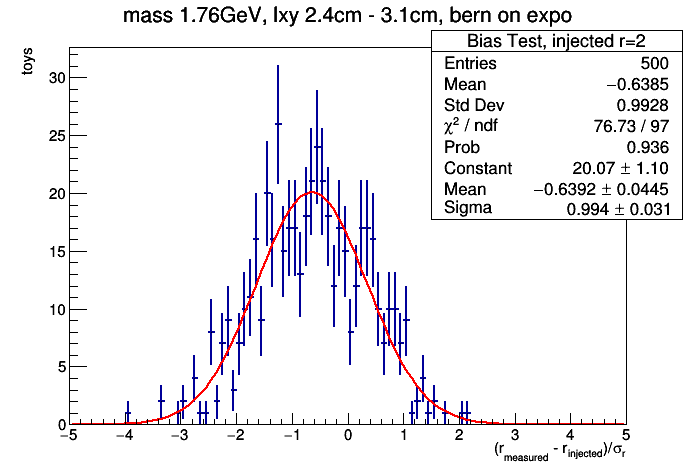 mass 1.76GeV, lxy 2.4cm - 3.1cm, bern on expo
Bias Test, injected r=2
Entries 500
Mean −0.6385
Std Dev 0.9928
χ² / ndf 76.73 / 97
Prob 0.936
Constant 20.07 ± 1.10
Mean −0.6392 ± 0.0445
Sigma 0.994 ± 0.031
toys
30
25
20
15
10
5
0
−5 −4 −3 −2 −1 0 1 2 3 4 5
(r_measured - r_injected)/σ_r